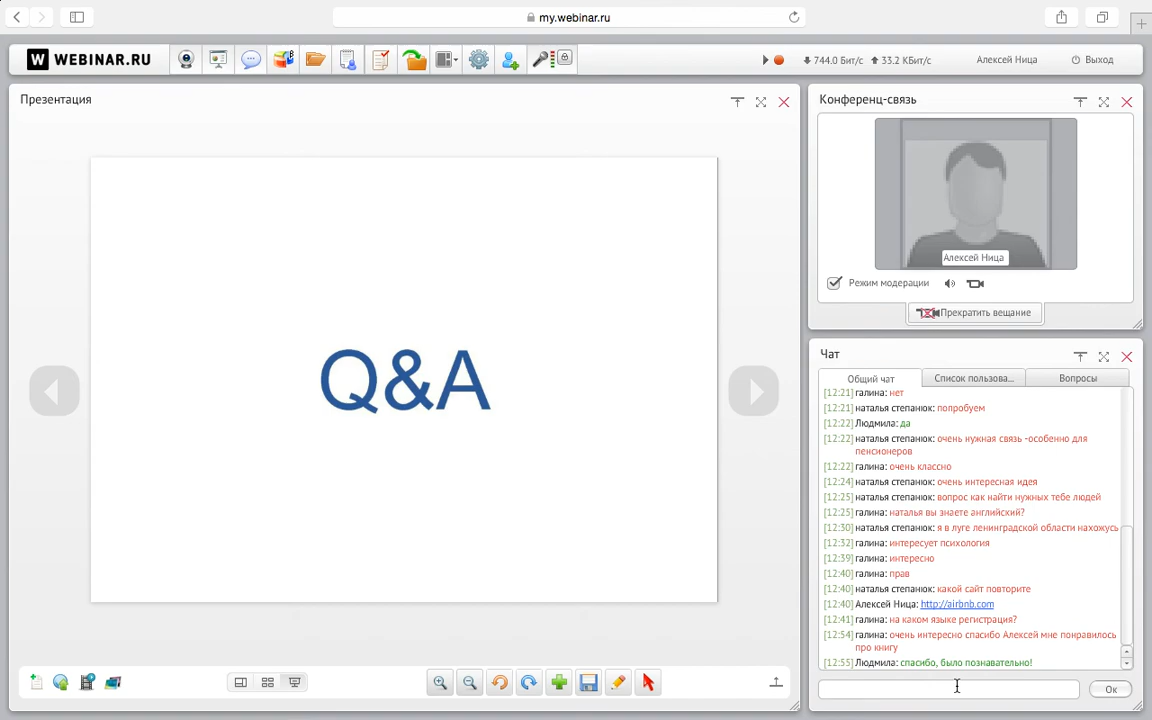 my.webinar.ru
W WEBINAR.RU
744.0 Бит/с 33.2 КБит/с
Алексей Ница
Выход
Презентация
Q&A
Конференц-связь
Алексей Ница
Режим модерации
Прекратить вещание
Чат
Общий чат
Список пользова...
Вопросы
[12:21] галина: нет
[12:21] наталья степанюк: попробуем
[12:22] Людмила: да
[12:22] наталья степанюк: очень нужная связь -особенно для
пенсионеров
[12:22] галина: очень классно
[12:24] наталья степанюк: очень интересная идея
[12:25] наталья степанюк: вопрос как найти нужных тебе людей
[12:25] галина: наталья вы знаете английский?
[12:30] наталья степанюк: я в луге ленинградской области нахожусь
[12:32] галина: интересует психология
[12:39] галина: интересно
[12:40] галина: прав
[12:40] наталья степанюк: какой сайт повторите
[12:40] Алексей Ница: http://airbnb.com
[12:41] галина: на каком языке регистрация?
[12:54] галина: очень интересно спасибо Алексей мне понравилось
про книгу
[12:55] Людмила: спасибо, было познавательно!
Ок